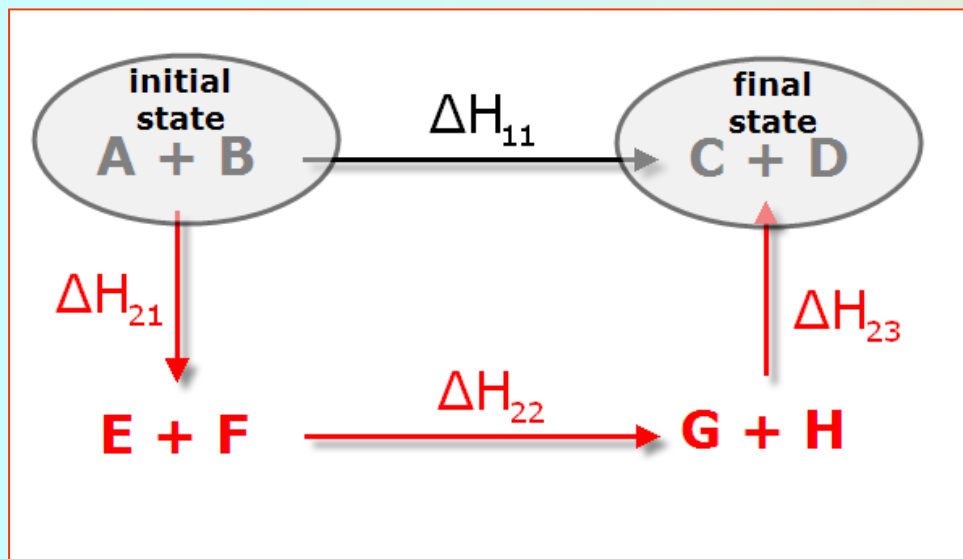 initial
state
A + B
ΔH₁₁
final
state
C + D
ΔH₂₁
ΔH₂₃
E + F
ΔH₂₂
G + H